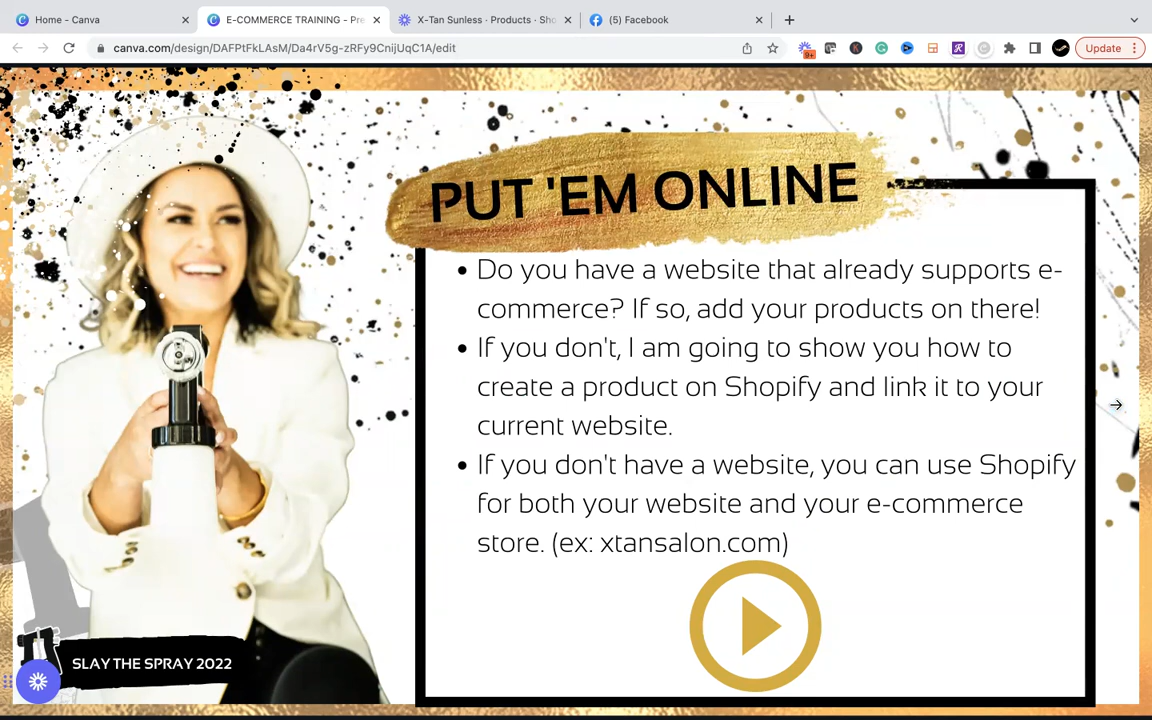 Home - Canva
E-COMMERCE TRAINING - Pre
X-Tan Sunless · Products · Sho
(5) Facebook
canva.com/design/DAFPtFkLAsM/Da4rV5g-zRFy9CnijUqC1A/edit
9+
Update
PUT 'EM ONLINE
• Do you have a website that already supports e-
commerce? If so, add your products on there!
• If you don't, I am going to show you how to
create a product on Shopify and link it to your
current website.
• If you don't have a website, you can use Shopify
for both your website and your e-commerce
store. (ex: xtansalon.com)
SLAY THE SPRAY 2022